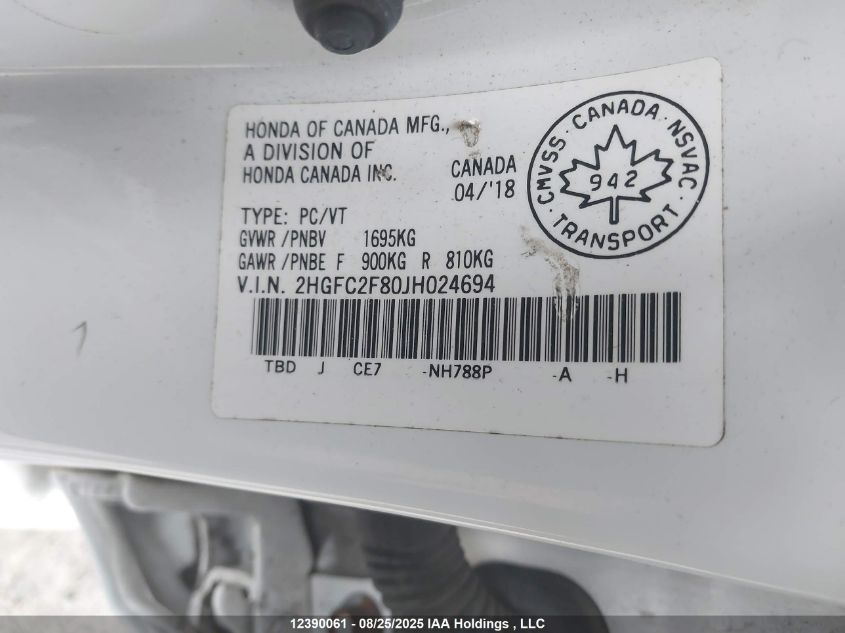 HONDA OF CANADA MFG.,
A DIVISION OF
HONDA CANADA INC.
CANADA
04/'18
TYPE: PC/VT
GVWR /PNBV 1695KG
GAWR /PNBE F 900KG R 810KG
V.I.N. 2HGFC2F80JH024694
TBD J CE7 -NH788P -A -H
CMVSS · CANADA · NSVAC · TRANSPORT ·
942
12390061 - 08/25/2025 IAA Holdings , LLC